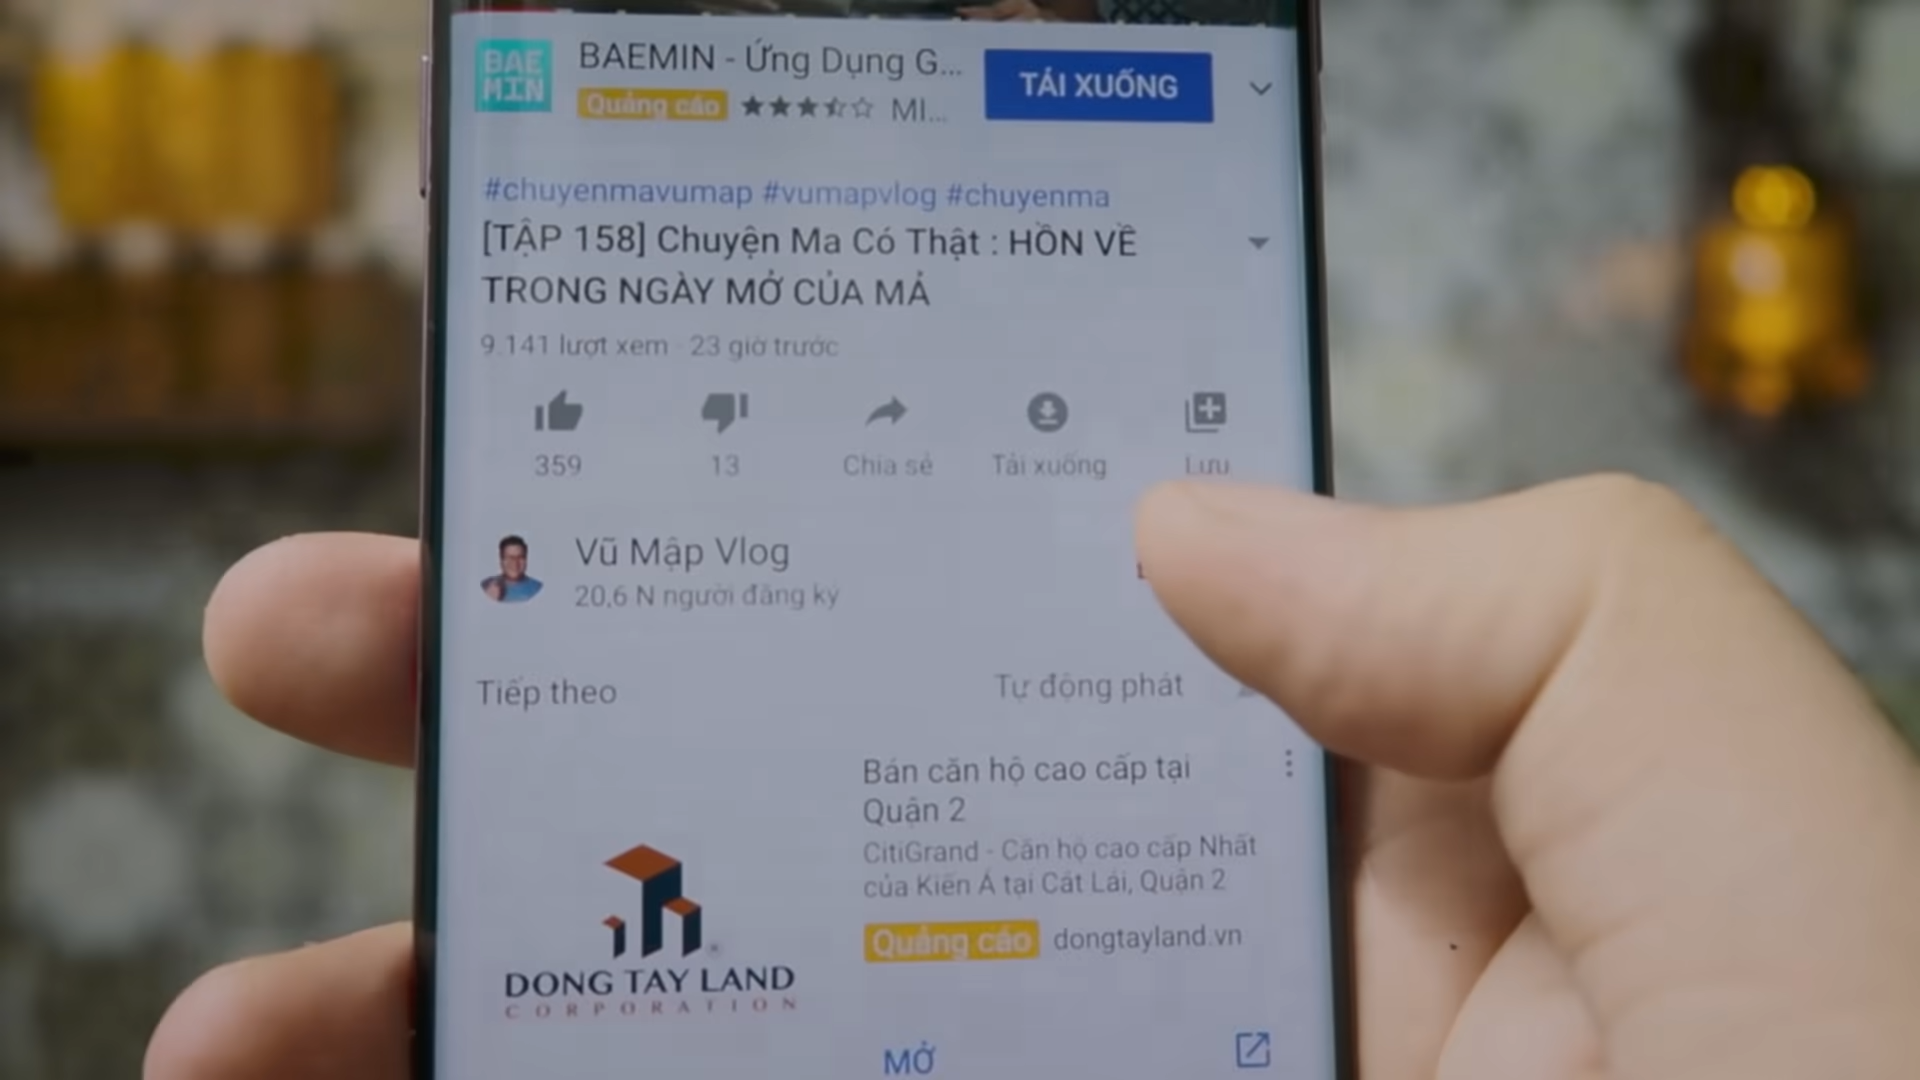 BAE
MIN
BAEMIN - Ứng Dụng G...
Quảng cáo MI...
TẢI XUỐNG
#chuyenmavumap #vumapvlog #chuyenma
[TẬP 158] Chuyện Ma Có Thật : HỒN VỀ
TRONG NGÀY MỞ CỦA MẢ
9.141 lượt xem · 23 giờ trước
359
13
Chia sẻ
Tải xuống
Lưu
Vũ Mập Vlog
20,6 N người đăng ký
Tiếp theo
Tự động phát
Bán căn hộ cao cấp tại
Quận 2
CitiGrand - Căn hộ cao cấp Nhất
của Kiến Á tại Cát Lái, Quận 2
Quảng cáo dongtayland.vn
DONG TAY LAND
CORPORATION
MỞ